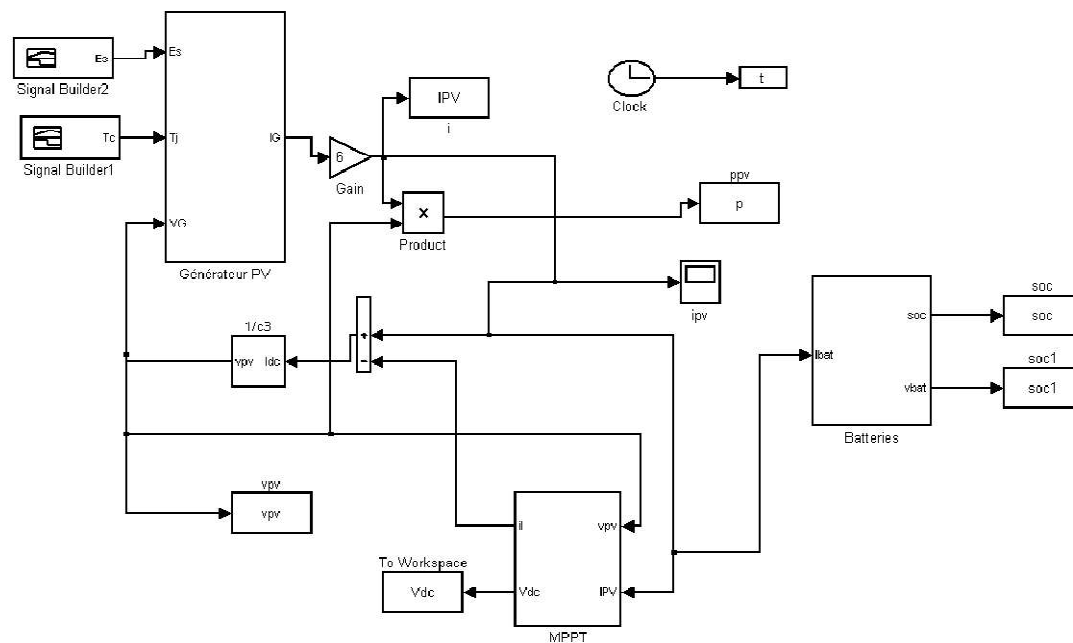 Es
Signal Builder2
Tc
Signal Builder1
Es
Tj
VG
IG
Générateur PV
6
Gain
IPV
i
Clock
t
×
Product
ppv
p
ipv
1/c3
vpv Idc
+
−
vpv
vpv
To Workspace
Vdc
il
Vdc
vpv
IPV
MPPT
Ibat
soc
vbat
Batteries
soc
soc
soc1
soc1